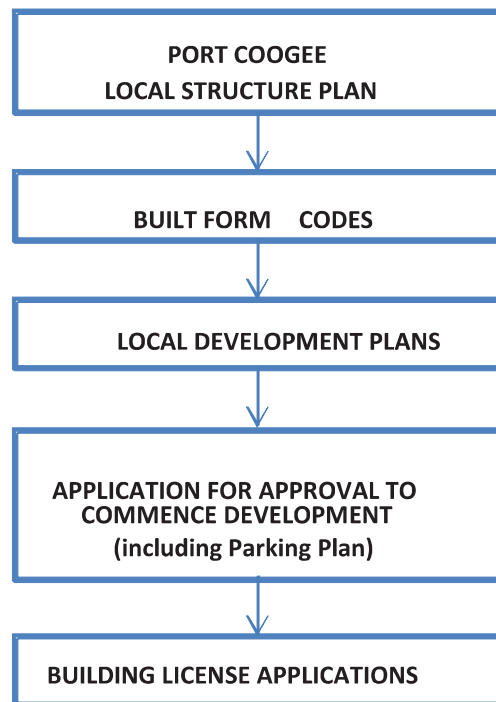 PORT COOGEE
LOCAL STRUCTURE PLAN
BUILT FORM CODES
LOCAL DEVELOPMENT PLANS
APPLICATION FOR APPROVAL TO
COMMENCE DEVELOPMENT
(including Parking Plan)
BUILDING LICENSE APPLICATIONS